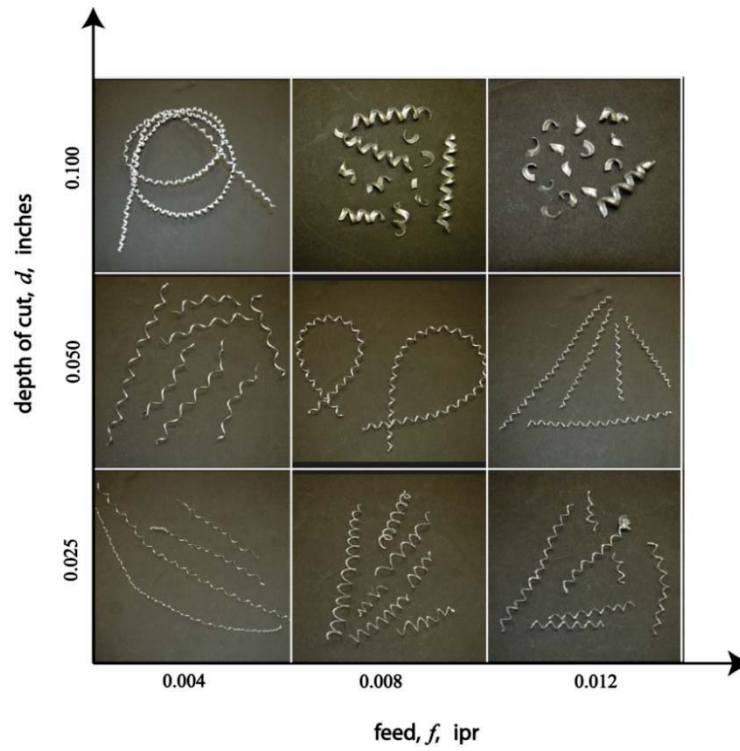 depth of cut, d, inches
0.100
0.050
0.025
0.004 0.008 0.012
feed, f, ipr